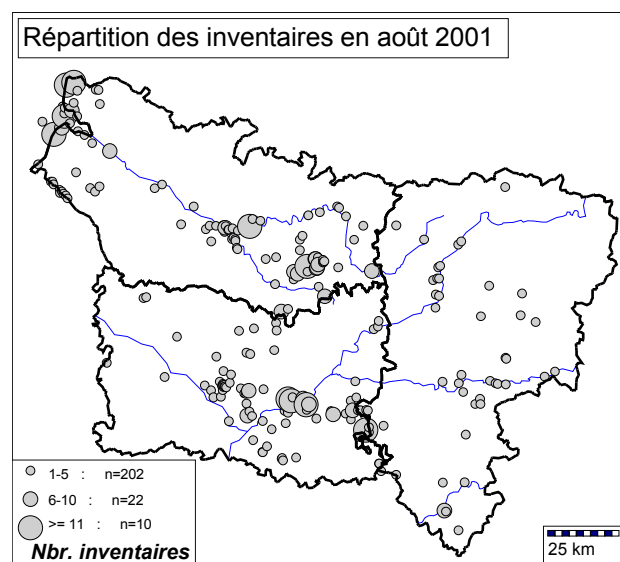 Répartition des inventaires en août 2001
1-5 : n=202
6-10 : n=22
>= 11 : n=10
Nbr. inventaires
25 km